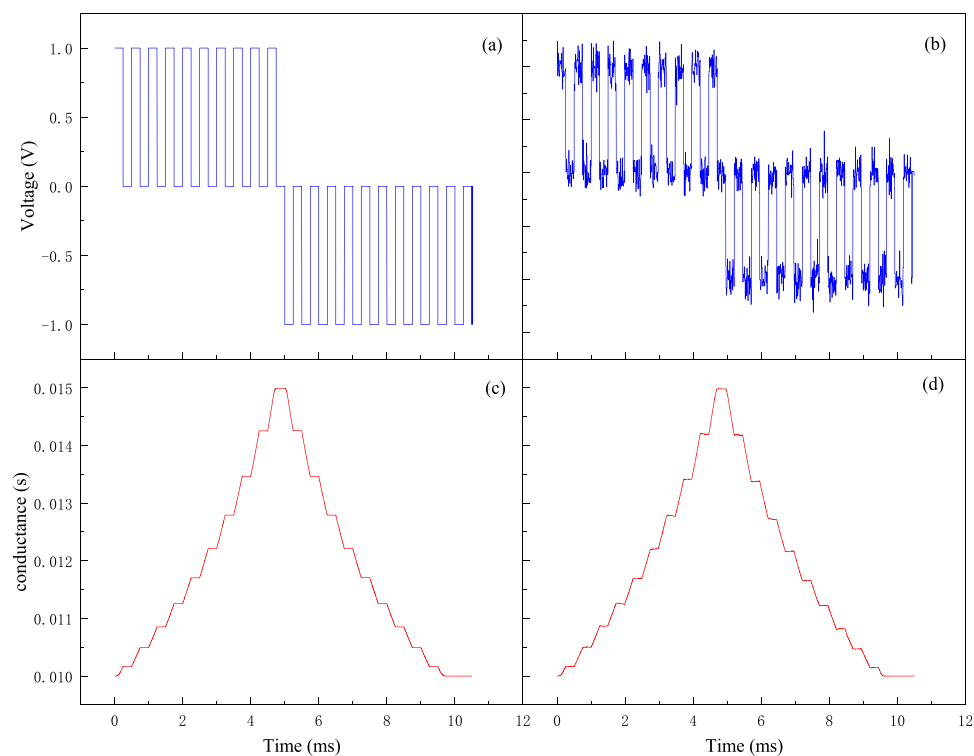 (a)
(b)
1.0
0.5
0.0
-0.5
-1.0
Voltage (V)
(c)
(d)
0.015
0.014
0.013
0.012
0.011
0.010
conductance (s)
0 2 4 6 8 10 12 0 2 4 6 8 10 12
Time (ms) Time (ms)